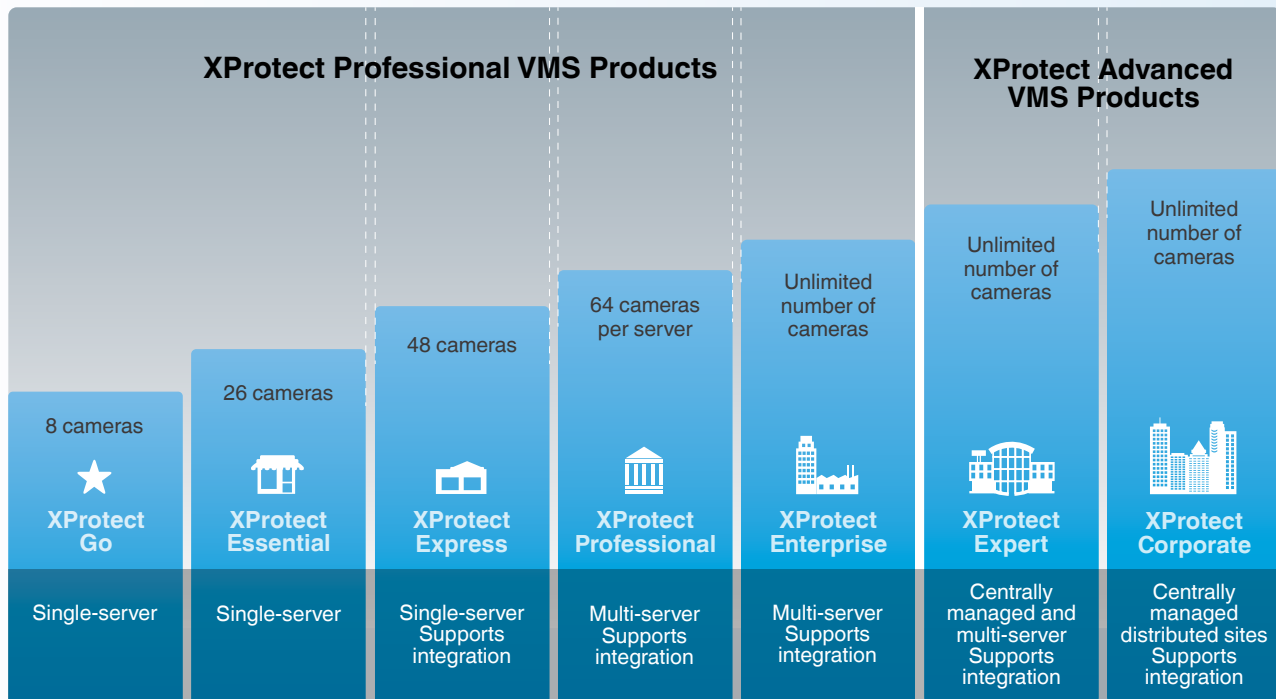 XProtect Professional VMS Products
XProtect Advanced
VMS Products
8 cameras
XProtect
Go
Single-server
26 cameras
XProtect
Essential
Single-server
48 cameras
XProtect
Express
Single-server
Supports
integration
64 cameras
per server
XProtect
Professional
Multi-server
Supports
integration
Unlimited
number of
cameras
XProtect
Enterprise
Multi-server
Supports
integration
Unlimited
number of
cameras
XProtect
Expert
Centrally
managed and
multi-server
Supports
integration
Unlimited
number of
cameras
XProtect
Corporate
Centrally
managed
distributed sites
Supports
integration